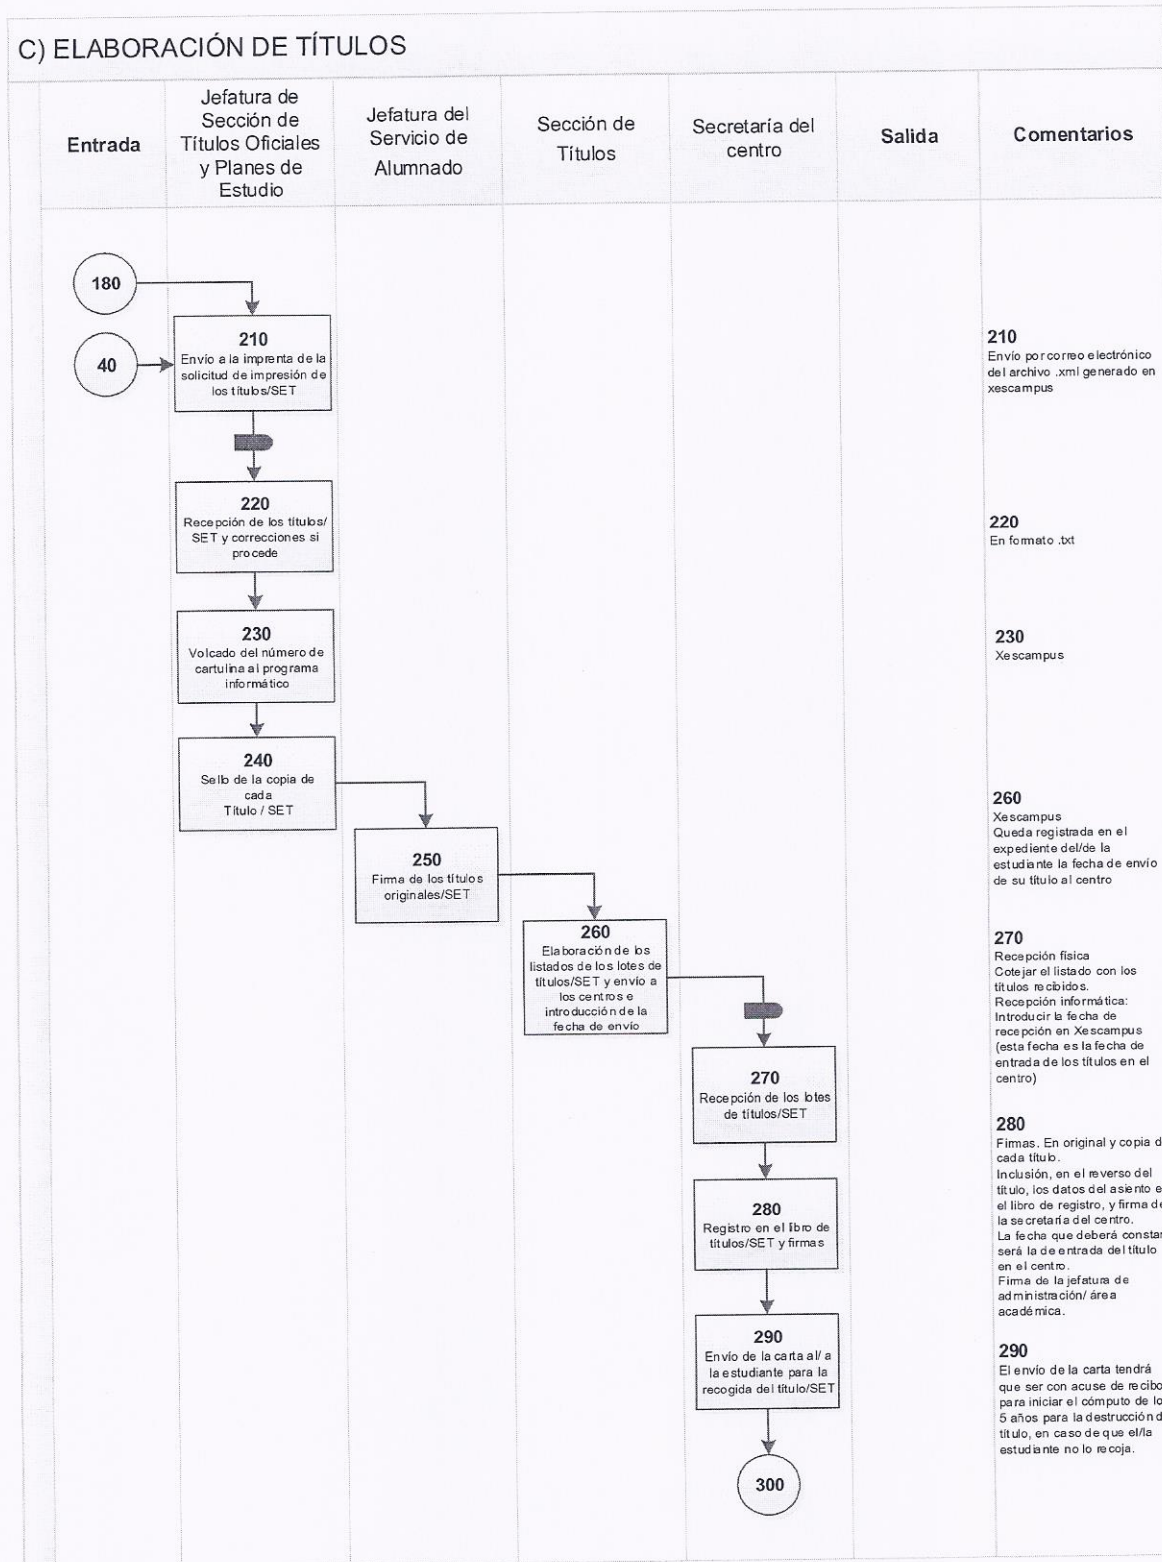 C) ELABORACIÓN DE TÍTULOS
Entrada
Jefatura de
Sección de
Títulos Oficiales
y Planes de
Estudio
Jefatura del
Servicio de
Alumnado
Sección de
Títulos
Secretaría del
centro
Salida
Comentarios
180
40
210
Envío a la imprenta de la
solicitud de impresión de
los títulos/SET
210
Envío por correo electrónico
del archivo .xml generado en
xescampus
220
Recepción de los títulos/
SET y correcciones si
procede
220
En formato .txt
230
Volcado del número de
cartulina al programa
informático
230
Xescampus
240
Sello de la copia de
cada
Título / SET
250
Firma de los títulos
originales/SET
260
Xescampus
Queda registrada en el
expediente del/de la
estudiante la fecha de envío
de su título al centro
260
Elaboración de los
listados de los lotes de
títulos/SET y envío a
los centros e
introducción de la
fecha de envío
270
Recepción física
Cotejar el listado con los
títulos recibidos.
Recepción informática:
Introducir la fecha de
recepción en Xescampus
(esta fecha es la fecha de
entrada de los títulos en el
centro)
270
Recepción de los lotes
de títulos/SET
280
Registro en el libro de
títulos/SET y firmas
280
Firmas. En original y copia d
cada título.
Inclusión, en el reverso del
título, los datos del asiento e
el libro de registro, y firma de
la secretaría del centro.
La fecha que deberá constar
será la de entrada del título
en el centro.
Firma de la jefatura de
administración/ área
académica.
290
Envío de la carta al/ a
la estudiante para la
recogida del título/SET
290
El envío de la carta tendrá
que ser con acuse de recibo
para iniciar el cómputo de lo
5 años para la destrucción d
título, en caso de que el/la
estudiante no lo recoja.
300